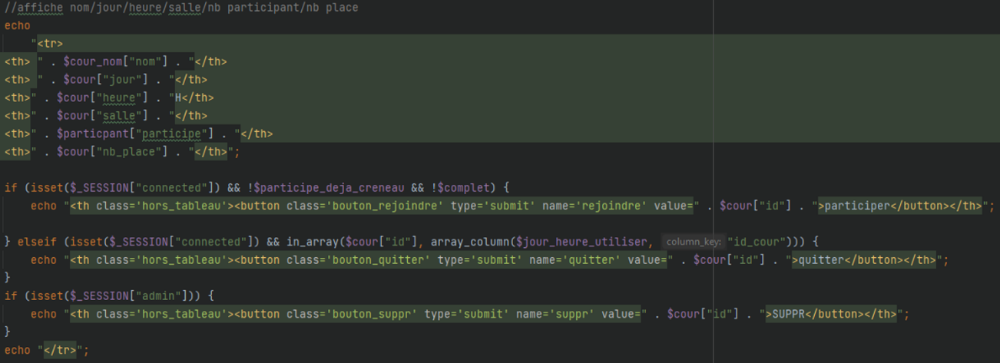 //affiche nom/jour/heure/salle/nb participant/nb place
echo
"<tr>
<th> " . $cour_nom["nom"] . "</th>
<th> " . $cour["jour"] . "</th>
<th>" . $cour["heure"] . "H</th>
<th>" . $cour["salle"] . "</th>
<th>" . $particpant["participe"] . "</th>
<th>" . $cour["nb_place"] . "</th>";
if (isset($_SESSION["connected"]) && !$participe_deja_creneau && !$complet) {
echo "<th class='hors_tableau'><button class='bouton_rejoindre' type='submit' name='rejoindre' value=" . $cour["id"] . ">participer</button></th>";
} elseif (isset($_SESSION["connected"]) && in_array($cour["id"], array_column($jour_heure_utiliser, column_key: "id_cour"))) {
echo "<th class='hors_tableau'><button class='bouton_quitter' type='submit' name='quitter' value=" . $cour["id"] . ">quitter</button></th>";
}
if (isset($_SESSION["admin"])) {
echo "<th class='hors_tableau'><button class='bouton_suppr' type='submit' name='suppr' value=" . $cour["id"] . ">SUPPR</button></th>";
}
echo "</tr>";